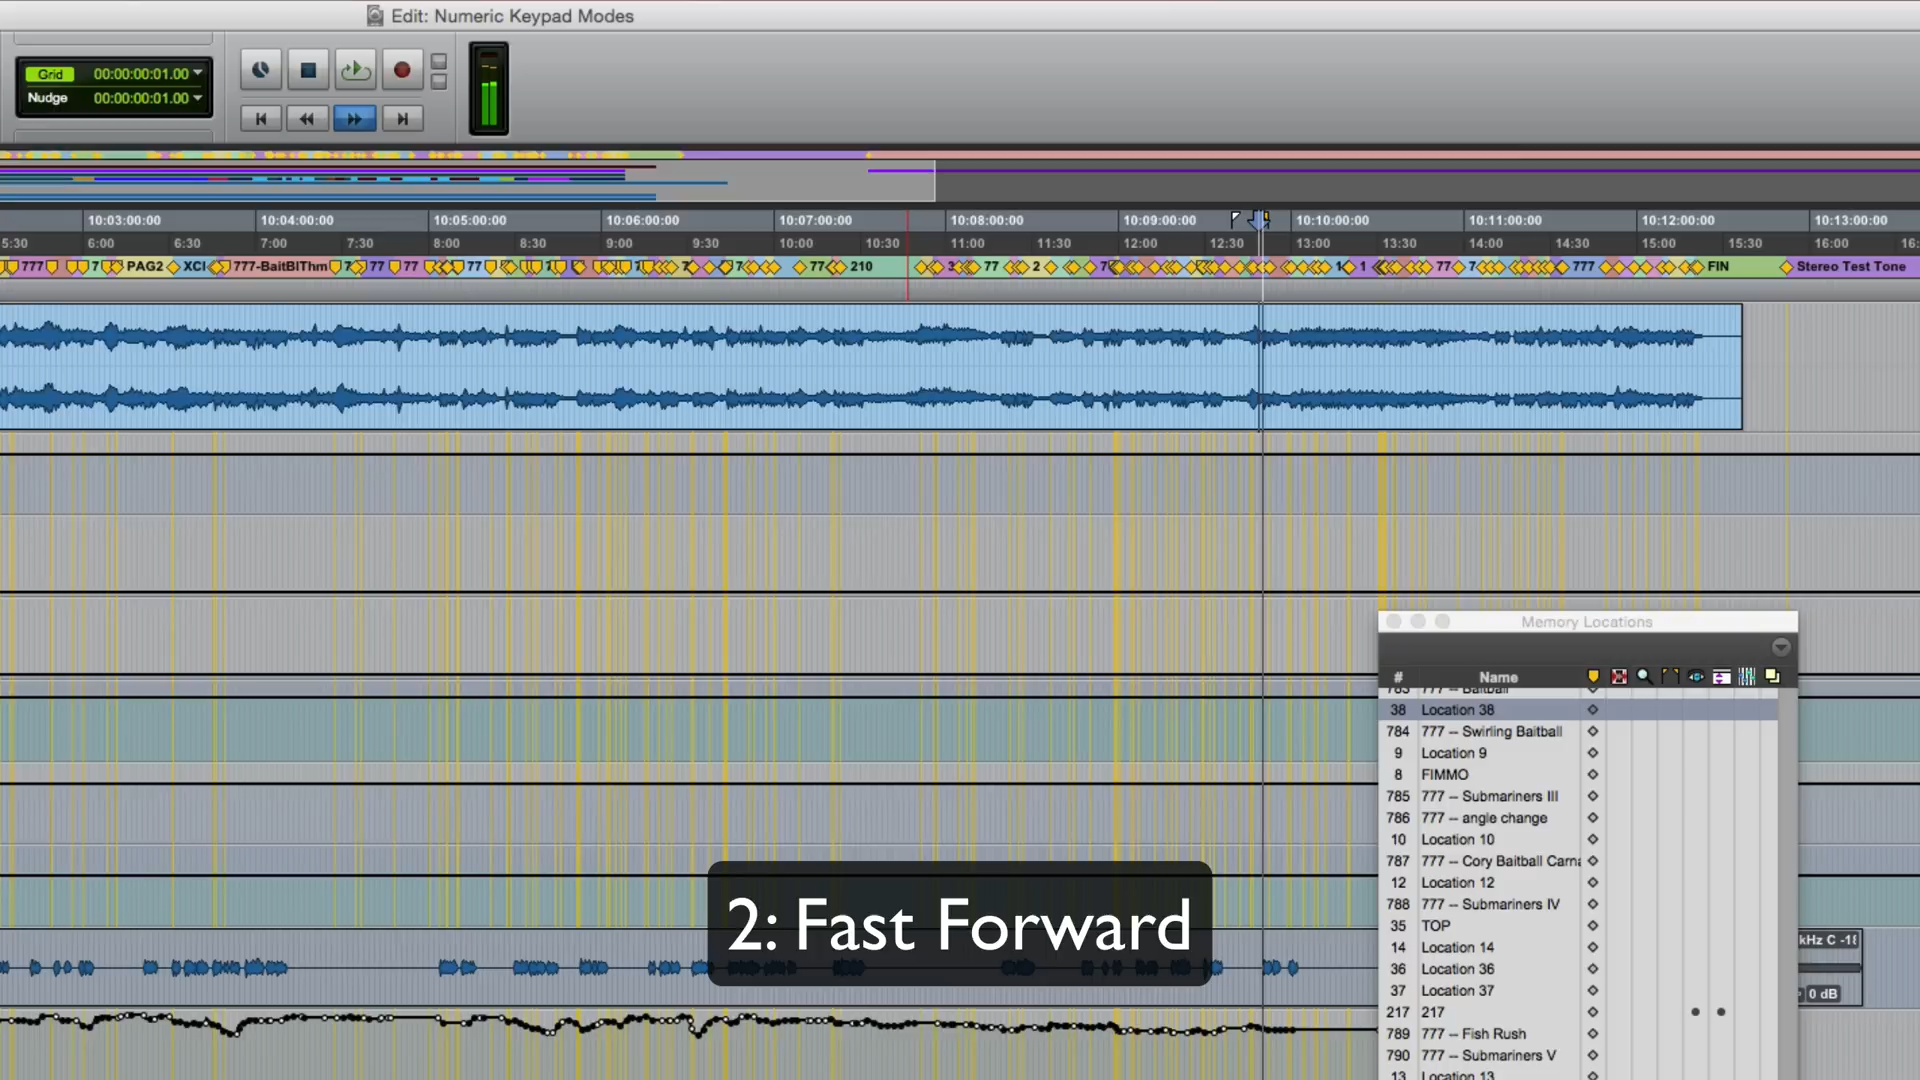 Edit: Numeric Keypad Modes
Grid 00:00:00:01.00
Nudge 00:00:00:01.00
10:03:00:00 10:04:00:00 10:05:00:00 10:06:00:00 10:07:00:00 10:08:00:00 10:09:00:00 10:10:00:00 10:11:00:00 10:12:00:00 10:13:00:00
5:30 6:00 6:30 7:00 7:30 8:00 8:30 9:00 9:30 10:00 10:30 11:00 11:30 12:00 12:30 13:00 13:30 14:00 14:30 15:00 15:30 16:00
777 7 PAG2 XCI 777-BaitBlThm 77 77 77 77 210 77 2 1 77 7 777 FIN Stereo Test Tone
Memory Locations
# Name
783 777 -- Baitball
38 Location 38
784 777 -- Swirling Baitball
9 Location 9
8 FIMMO
785 777 -- Submariners III
786 777 -- angle change
10 Location 10
787 777 -- Cory Baitball Carna
12 Location 12
788 777 -- Submariners IV
35 TOP
14 Location 14
36 Location 36
37 Location 37
217 217
789 777 -- Fish Rush
790 777 -- Submariners V
13 Location 13
kHz C -18
0 dB
2: Fast Forward